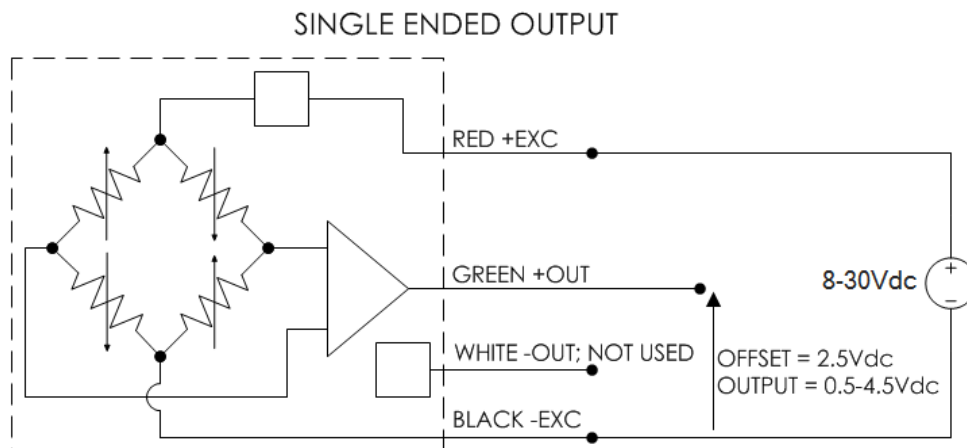 SINGLE ENDED OUTPUT
RED +EXC
GREEN +OUT
8-30Vdc
+
−
WHITE -OUT; NOT USED
OFFSET = 2.5Vdc
OUTPUT = 0.5-4.5Vdc
BLACK -EXC